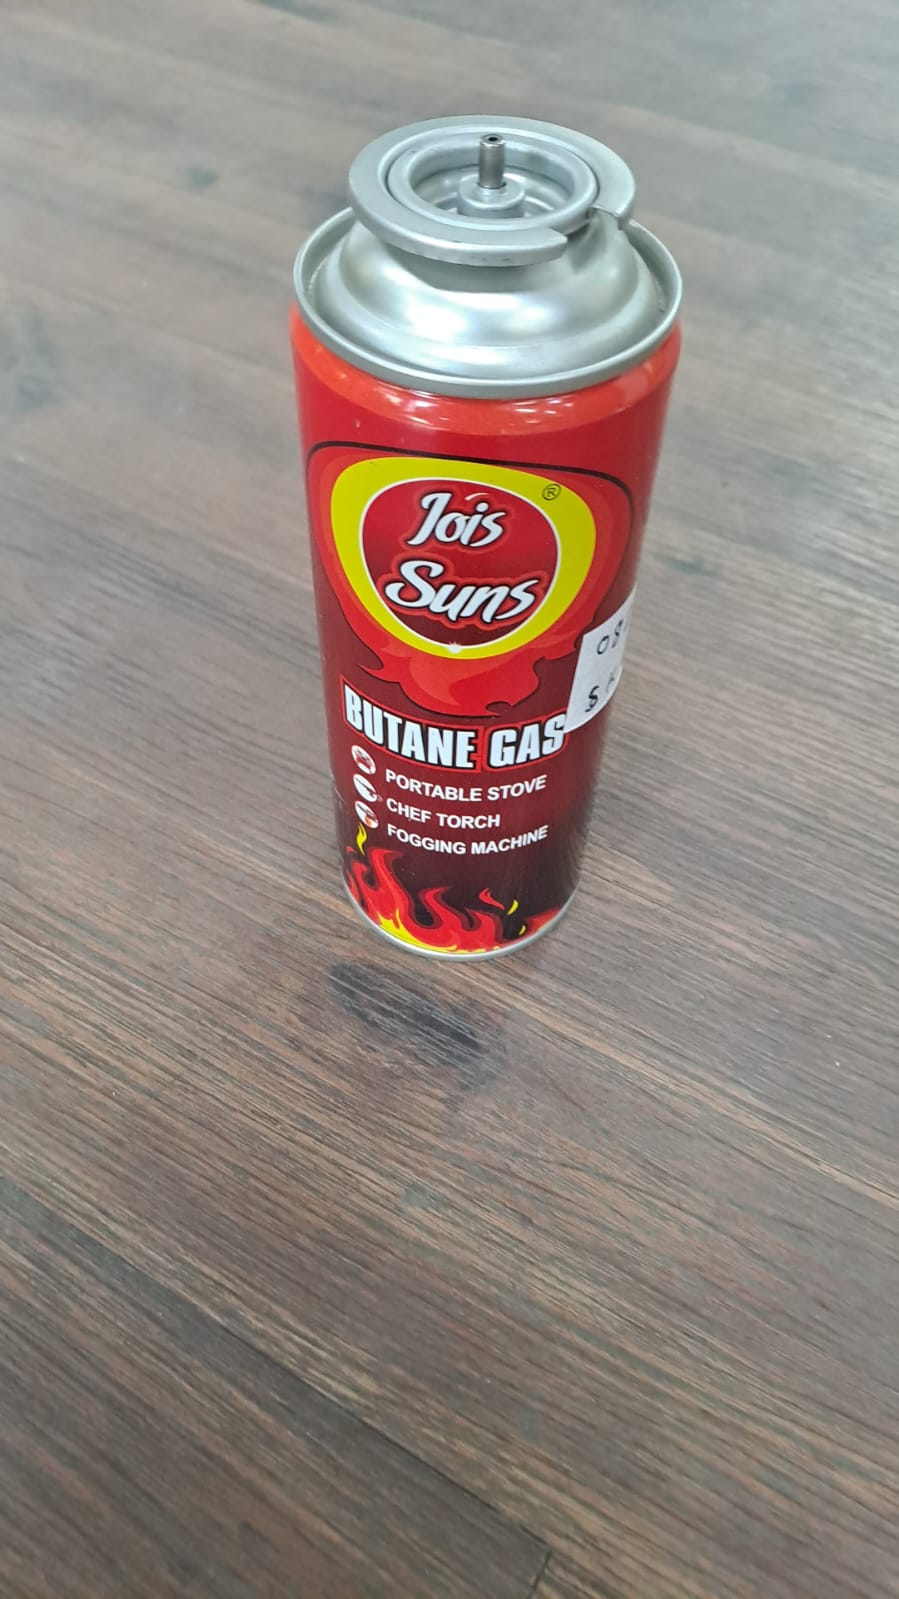 Jois
Suns
®
BUTANE GAS
PORTABLE STOVE
CHEF TORCH
FOGGING MACHINE